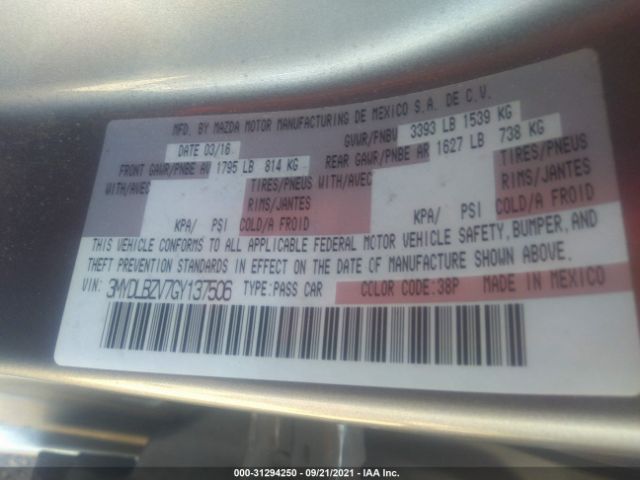 MFD. BY MAZDA MOTOR MANUFACTURING DE MEXICO S.A. DE C.V.
DATE 03/16 GVWR/PNBV 3393 LB 1539 KG
FRONT GAWR/PNBE AV 1795 LB 814 KG REAR GAWR/PNBE AR 1627 LB 738 KG
WITH/AVEC TIRES/PNEUS WITH/AVEC TIRES/PNEUS
RIMS/JANTES RIMS/JANTES
KPA/ PSI COLD/A FROID KPA/ PSI COLD/A FROID
THIS VEHICLE CONFORMS TO ALL APPLICABLE FEDERAL MOTOR VEHICLE SAFETY, BUMPER, AND
THEFT PREVENTION STANDARDS IN EFFECT ON THE DATE OF MANUFACTURE SHOWN ABOVE.
VIN: 3MYDLBZV7GY137506 TYPE:PASS CAR COLOR CODE:38P MADE IN MEXICO
000-31294250 - 09/21/2021 - IAA Inc.